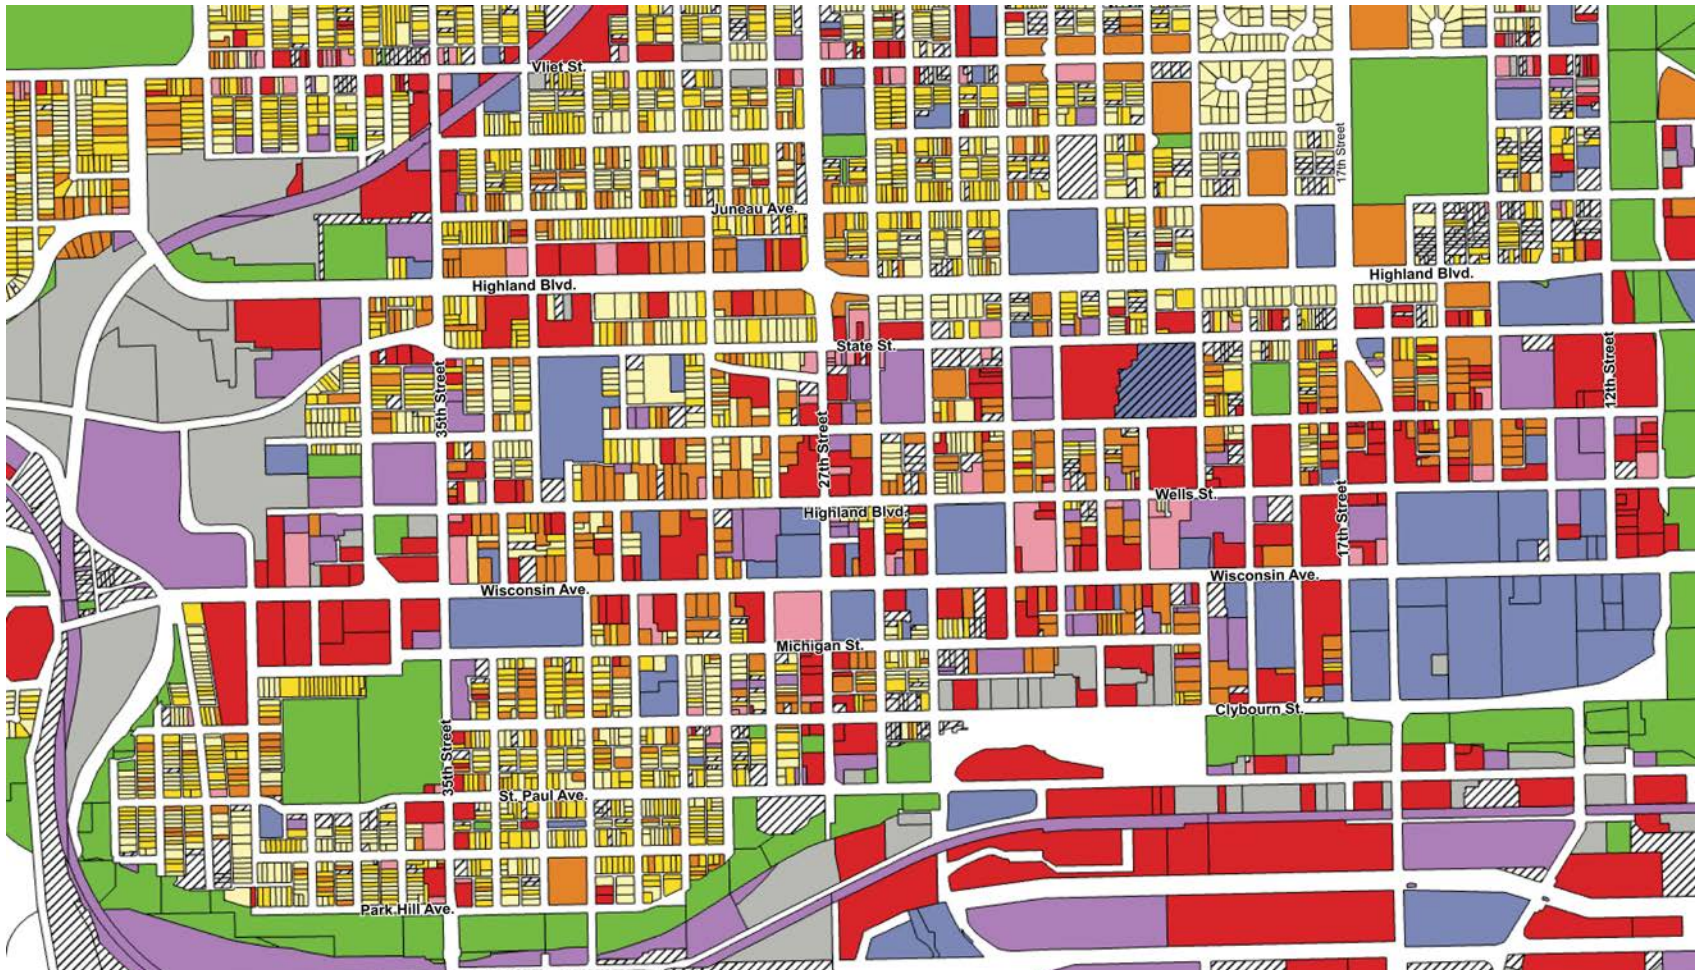 Vliet St.
17th Street
Juneau Ave.
Highland Blvd.
Highland Blvd.
State St.
35th Street
12th Street
27th Street
Wells St.
Highland Blvd.
17th Street
Wisconsin Ave.
Wisconsin Ave.
Michigan St.
Clybourn St.
35th Street
St. Paul Ave.
Park Hill Ave.